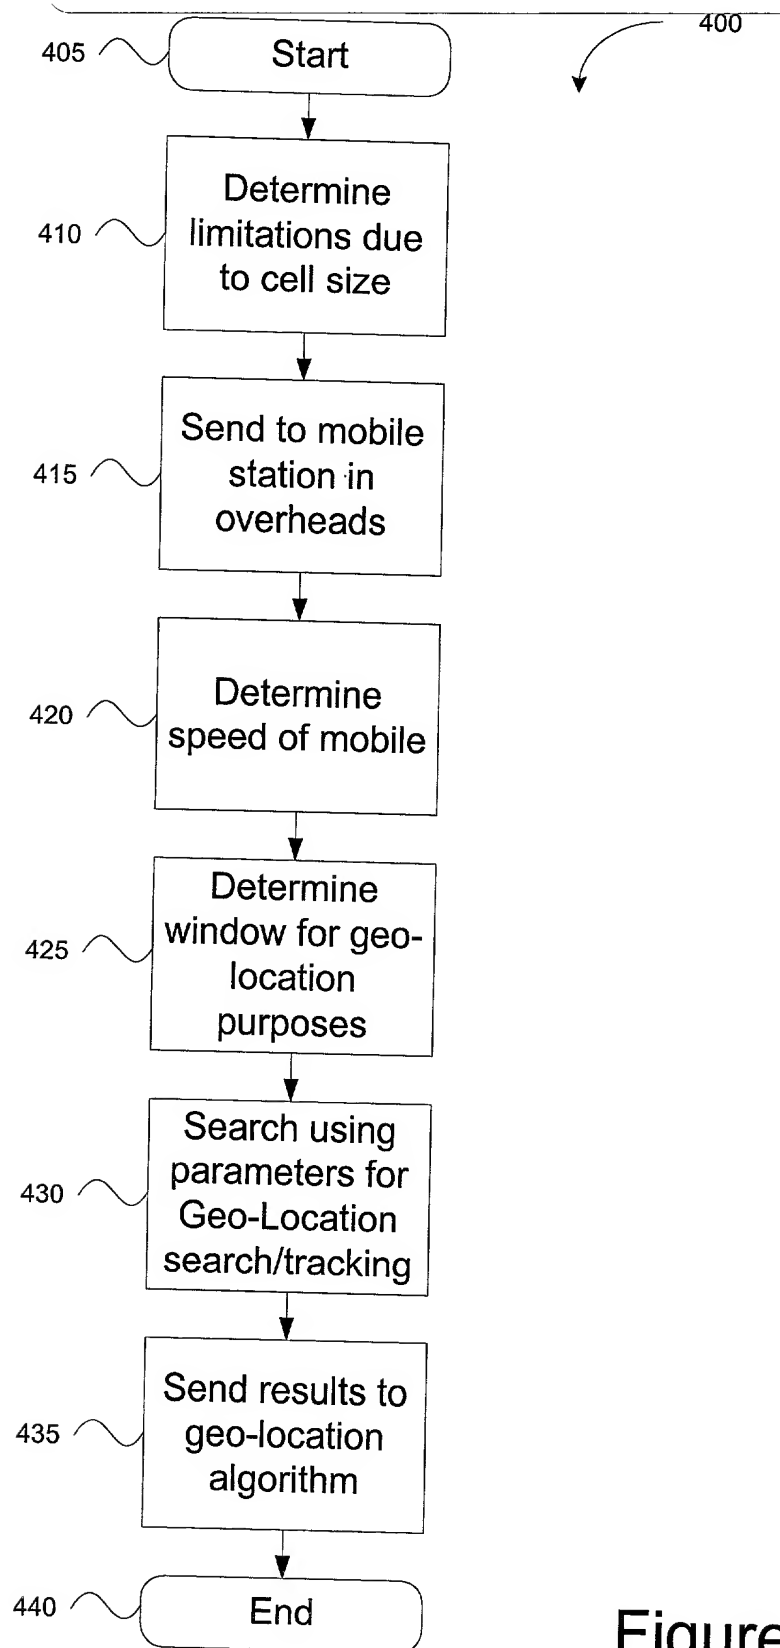 400
405
Start
410
Determine
limitations due
to cell size
415
Send to mobile
station in
overheads
420
Determine
speed of mobile
425
Determine
window for geo-
location
purposes
430
Search using
parameters for
Geo-Location
search/tracking
435
Send results to
geo-location
algorithm
440
End
Figure